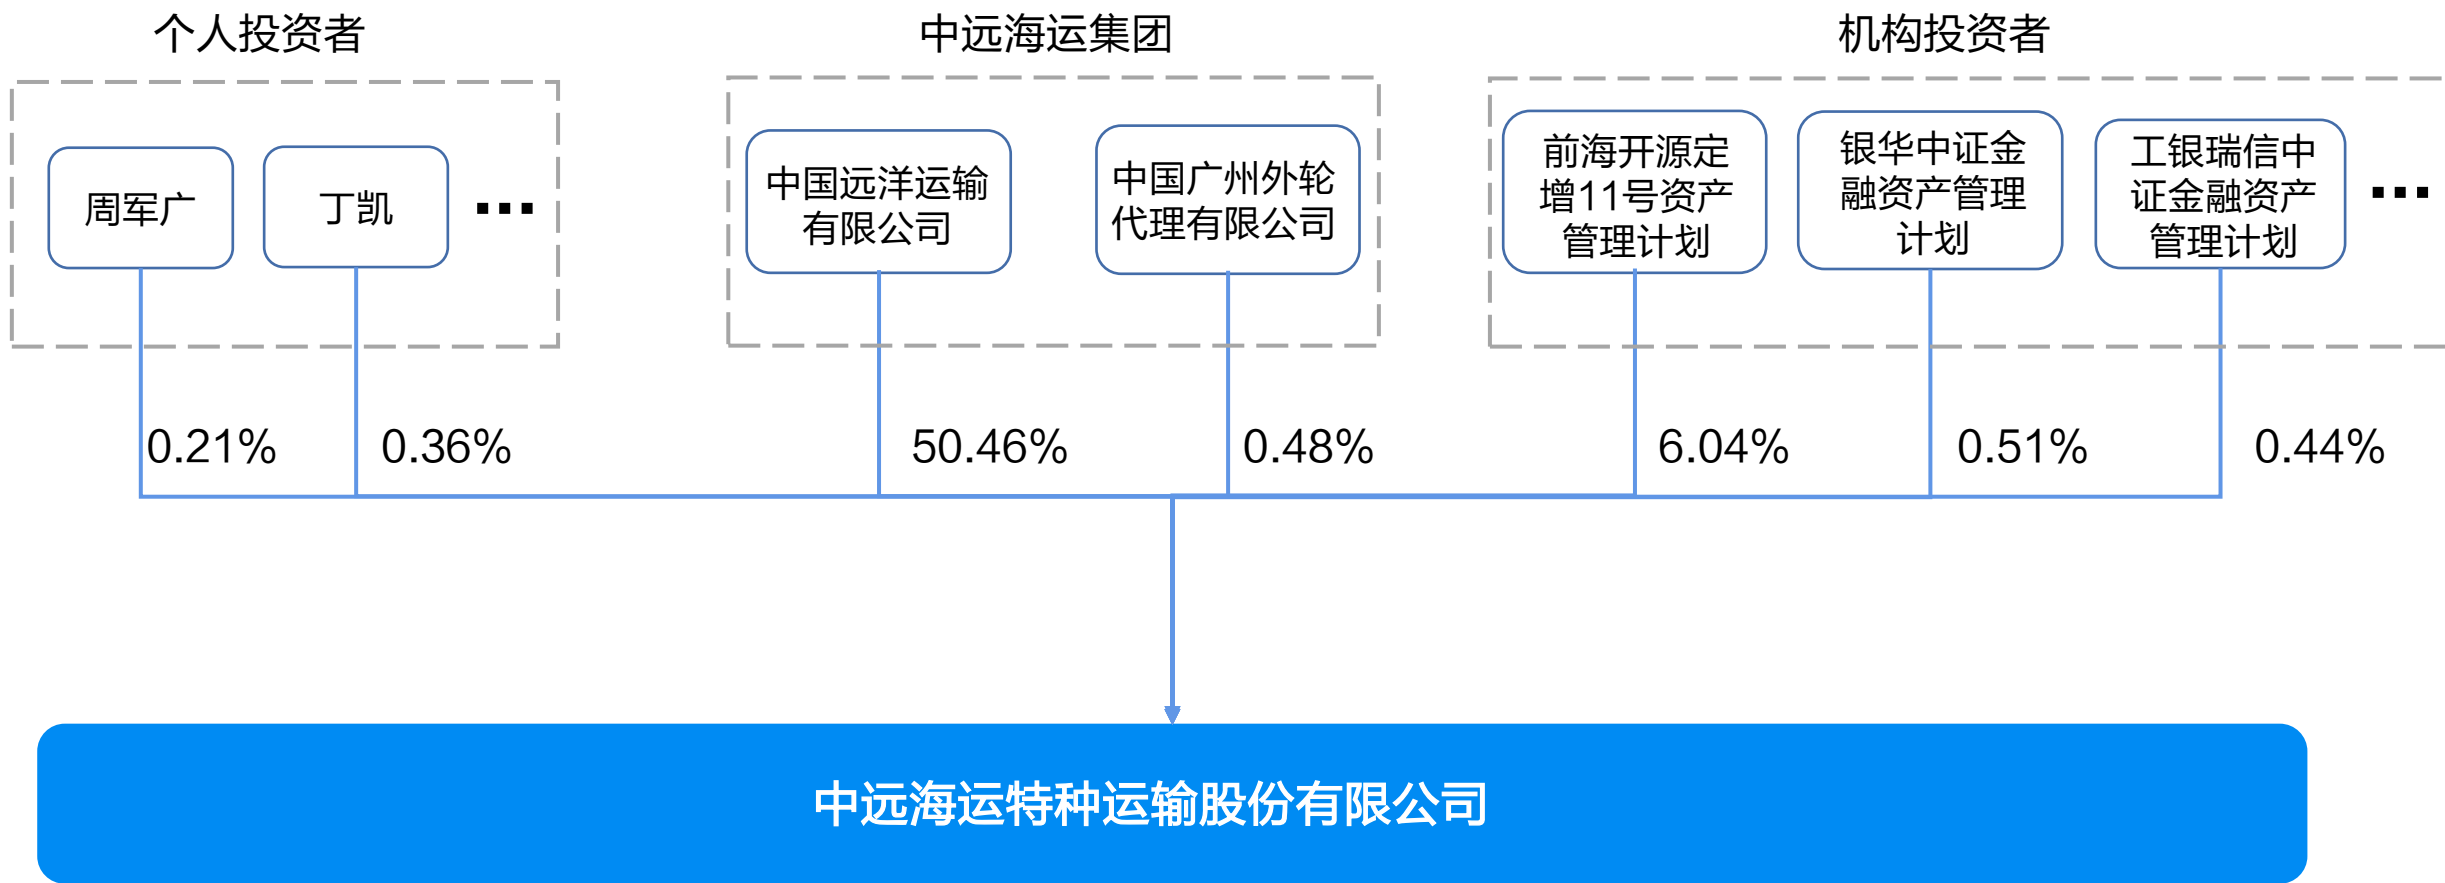 个人投资者
中远海运集团
机构投资者
周军广
丁凯
…
中国远洋运输
有限公司
中国广州外轮
代理有限公司
前海开源定
增11号资产
管理计划
银华中证金
融资产管理
计划
工银瑞信中
证金融资产
管理计划
…
0.21%
0.36%
50.46%
0.48%
6.04%
0.51%
0.44%
中远海运特种运输股份有限公司